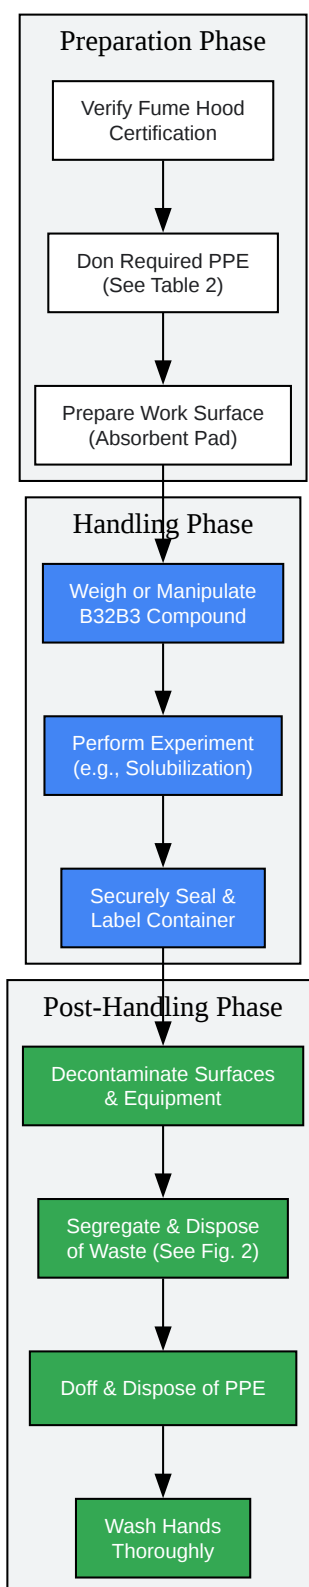 Preparation Phase
Verify Fume Hood
Certification
Don Required PPE
(See Table 2)
Prepare Work Surface
(Absorbent Pad)
Handling Phase
Weigh or Manipulate
B32B3 Compound
Perform Experiment
(e.g., Solubilization)
Securely Seal &
Label Container
Post-Handling Phase
Decontaminate Surfaces
& Equipment
Segregate & Dispose
of Waste (See Fig. 2)
Doff & Dispose of PPE
Wash Hands
Thoroughly